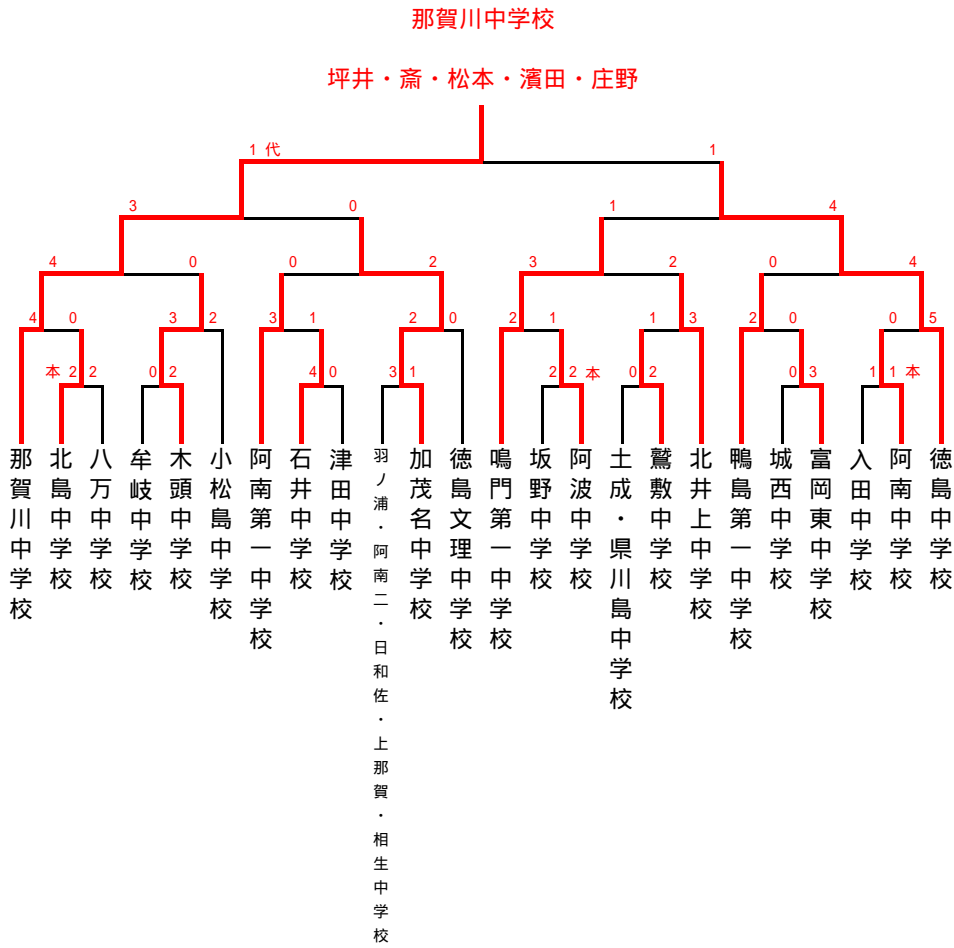 那賀川中学校
坪井・斎・松本・濱田・庄野
1 代
1
3
0
1
4
4
0
0
2
3
2
0
4
4
0
3
2
3
1
2
0
2
1
1
3
2
0
0
5
本 2 2
0 2
4 0
3 1
2 2 本
0 2
0 3
1 1 本
那賀川中学校
北島中学校
八万中学校
牟岐中学校
木頭中学校
小松島中学校
阿南第一中学校
石井中学校
津田中学校
羽ノ浦・阿南二・日和佐・上那賀・相生中学校
加茂名中学校
徳島文理中学校
鳴門第一中学校
坂野中学校
阿波中学校
土成・県川島中学校
鷲敷中学校
北井上中学校
鴨島第一中学校
城西中学校
富岡東中学校
入田中学校
阿南中学校
徳島中学校